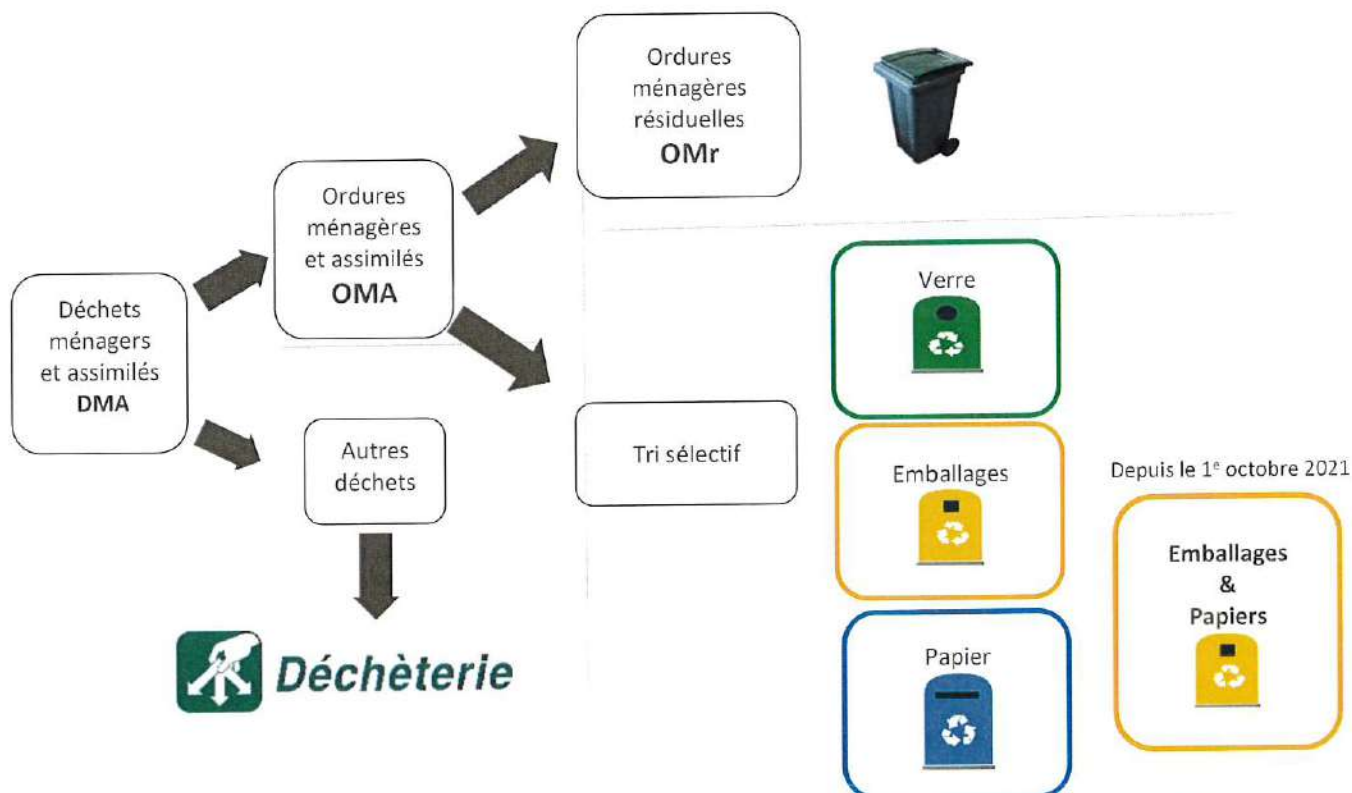 Ordures
ménagères
résiduelles
OMr
Ordures
ménagères
et assimilés
OMA
Déchets
ménagers
et assimilés
DMA
Autres
déchets
Déchèterie
Tri sélectif
Verre
Emballages
Papier
Depuis le 1e octobre 2021
Emballages
&
Papiers